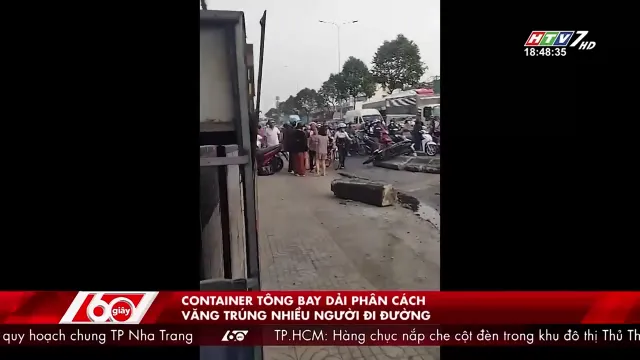 HTV7 HD
18:48:35
60 giây
CONTAINER TÔNG BAY DẢI PHÂN CÁCH
VĂNG TRÚNG NHIỀU NGƯỜI ĐI ĐƯỜNG
quy hoạch chung TP Nha Trang 60 TP.HCM: Hàng chục nắp che cột đèn trong khu đô thị Thủ Th